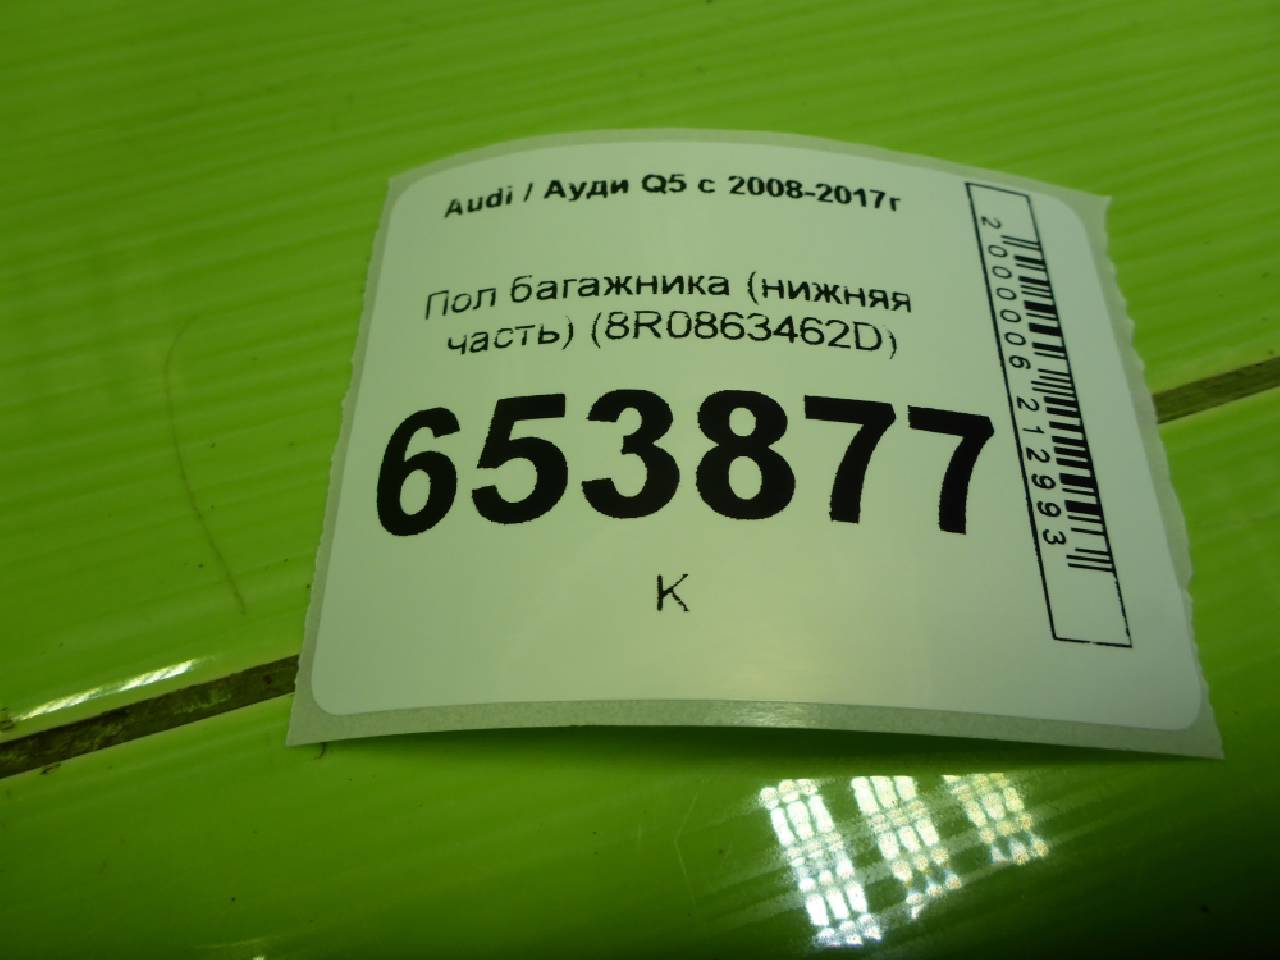 Audi / Ауди Q5 с 2008-2017г
Пол багажника (нижняя
часть) (8R0863462D)
653877
К
2000006212993